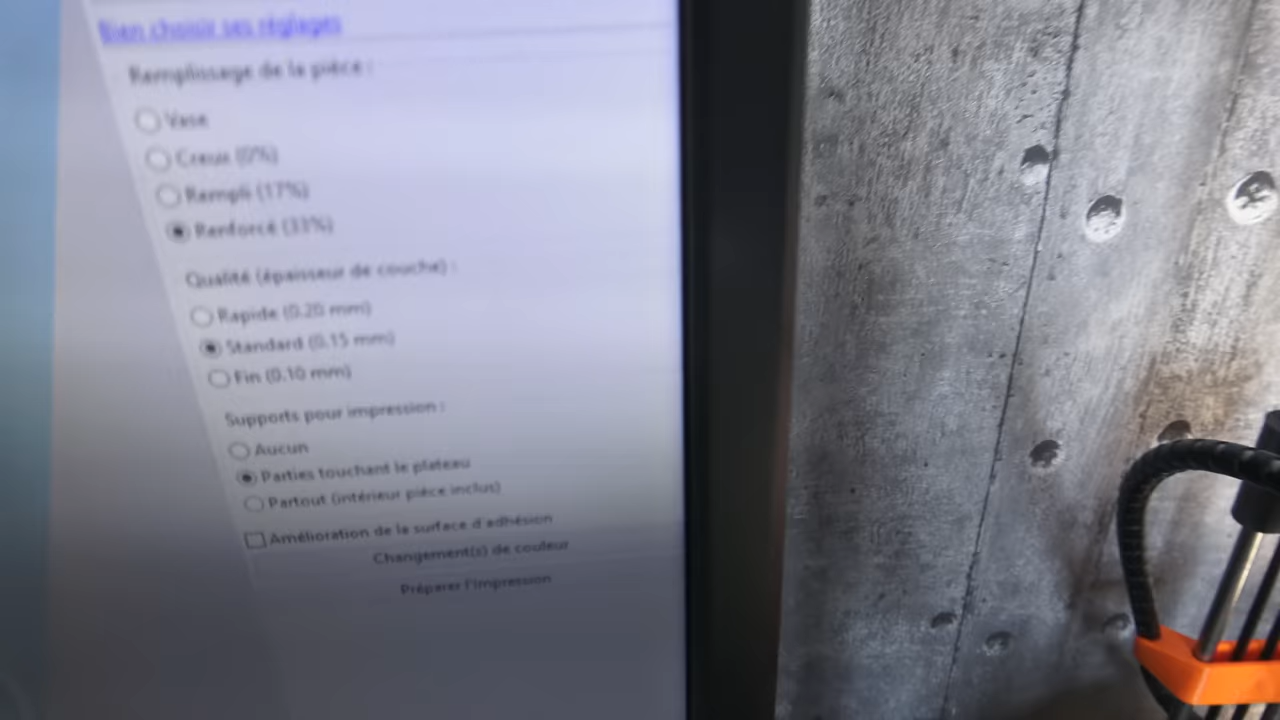 Bien choisir ses réglages
Remplissage de la pièce :
Vase
Creux (0%)
Rempli (17%)
Renforcé (33%)
Qualité (épaisseur de couche) :
Rapide (0.20 mm)
Standard (0.15 mm)
Fin (0.10 mm)
Supports pour impression :
Aucun
Parties touchant le plateau
Partout (intérieur pièce inclus)
Amélioration de la surface d'adhésion
Changement(s) de couleur
Préparer l'impression